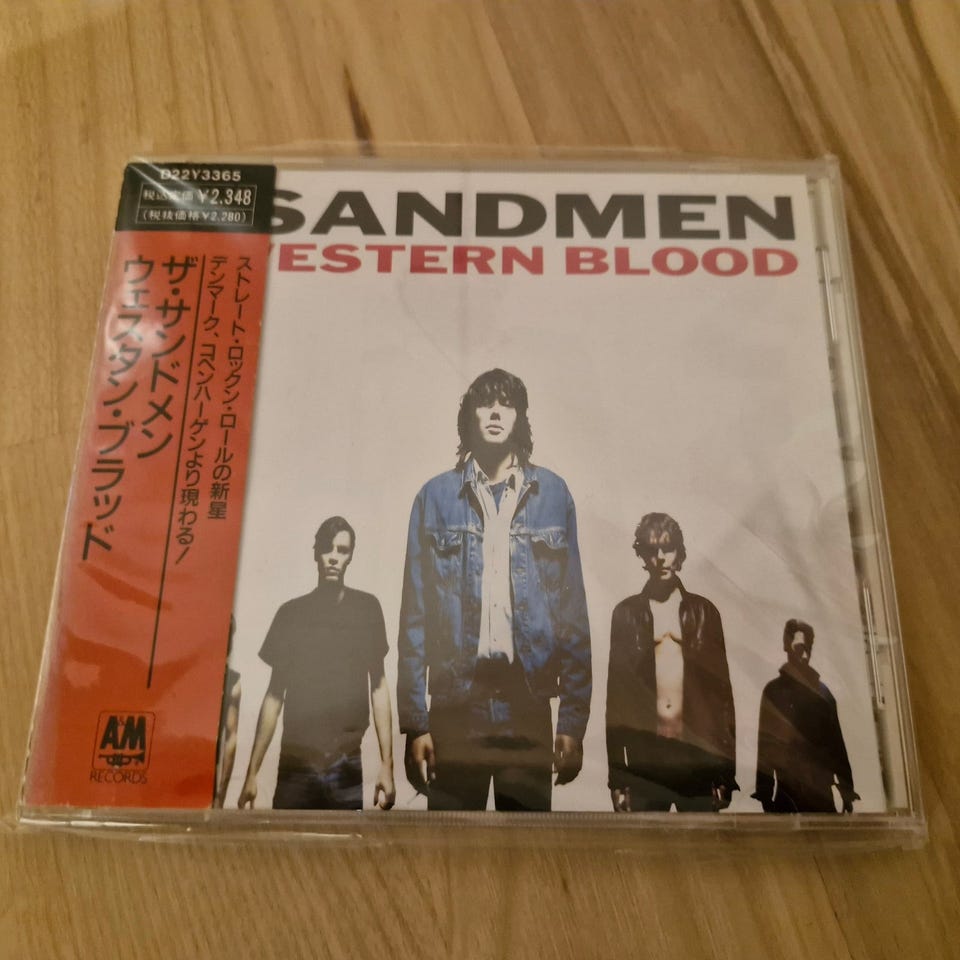 D22Y3365
税込定価 ¥2.348
(税抜価格¥2.280)
SANDMEN
WESTERN BLOOD
ストレート・ロックン・ロールの新星
デンマーク、コペンハーゲンより現わる!
ザ・サンドメン
ウェスタン・ブラッド
A&M
RECORDS